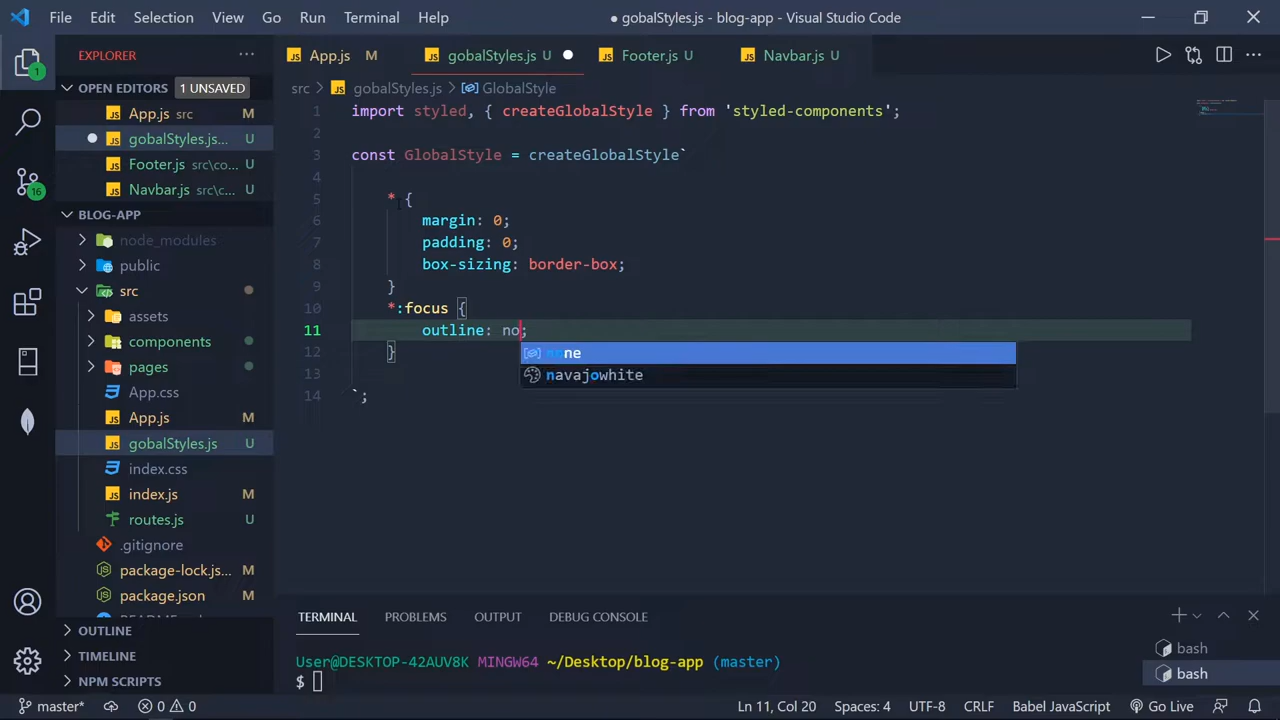 File Edit Selection View Go Run Terminal Help
● gobalStyles.js - blog-app - Visual Studio Code
EXPLORER
OPEN EDITORS 1 UNSAVED
App.js src M
gobalStyles.js... U
Footer.js src\co... U
Navbar.js src\c... U
BLOG-APP
node_modules
public
src
assets
components
pages
App.css
App.js M
gobalStyles.js U
index.css
index.js M
routes.js U
.gitignore
package-lock.js...
package.json
OUTLINE
TIMELINE
NPM SCRIPTS
1
16
App.js M
gobalStyles.js U ●
Footer.js U
Navbar.js U
src > gobalStyles.js > GlobalStyle
1 import styled, { createGlobalStyle } from 'styled-components';
2
3 const GlobalStyle = createGlobalStyle`
4
5 * {
6 margin: 0;
7 padding: 0;
8 box-sizing: border-box;
9 }
10 *:focus {
11 outline: no;
12 }
13
14 `;
none
navajowhite
TERMINAL PROBLEMS OUTPUT DEBUG CONSOLE
User@DESKTOP-42AUV8K MINGW64 ~/Desktop/blog-app (master)
$
bash
bash
master* 0 0 Ln 11, Col 20 Spaces: 4 UTF-8 CRLF Babel JavaScript Go Live